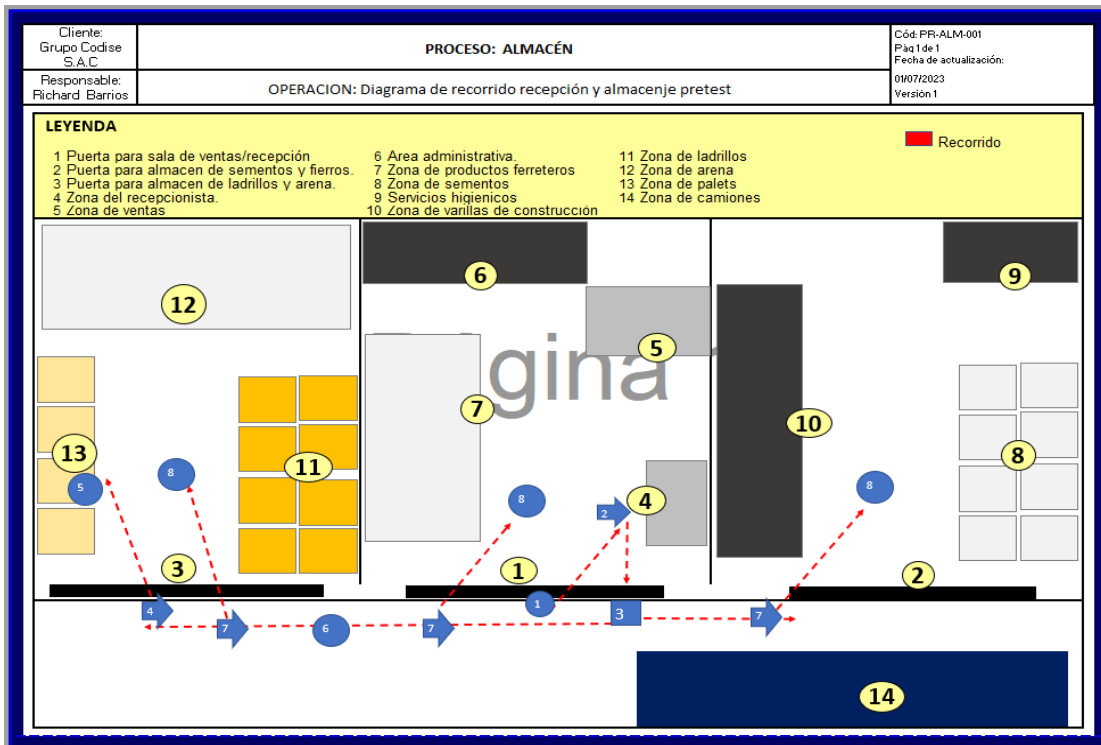 Cliente:
Grupo Codise
S.A.C
PROCESO: ALMACÉN
Cód: PR-ALM-001
Pàq 1 de 1
Fecha de actualización:
Responsable:
Richard Barrios
OPERACION: Diagrama de recorrido recepción y almacenje pretest
01/07/2023
Versión 1
LEYENDA
Recorrido
1 Puerta para sala de ventas/recepción
2 Puerta para almacen de sementos y fierros.
3 Puerta para almacen de ladrillos y arena.
4 Zona del recepcionista.
5 Zona de ventas
6 Area administrativa.
7 Zona de productos ferreteros
8 Zona de sementos
9 Servicios higienicos
10 Zona de varillas de construcción
11 Zona de ladrillos
12 Zona de arena
13 Zona de palets
14 Zona de camiones
6
9
12
5
gina
7
10
13
11
8
5
8
8
2
4
8
3
1
2
4
7
6
7
1
3
7
14